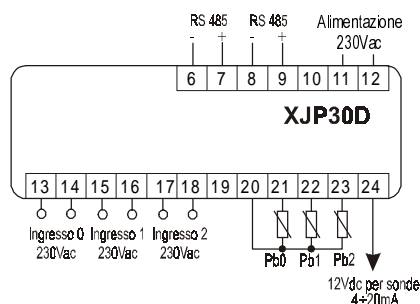 RS 485 RS 485 Alimentazione
- + - + 230Vac
6 7 8 9 10 11 12
XJP30D
13 14 15 16 17 18 19 20 21 22 23 24
Ingresso 0 Ingresso 1 Ingresso 2
230Vac 230Vac 230Vac
Pb0 Pb1 Pb2
12Vdc per sonde
4÷20mA